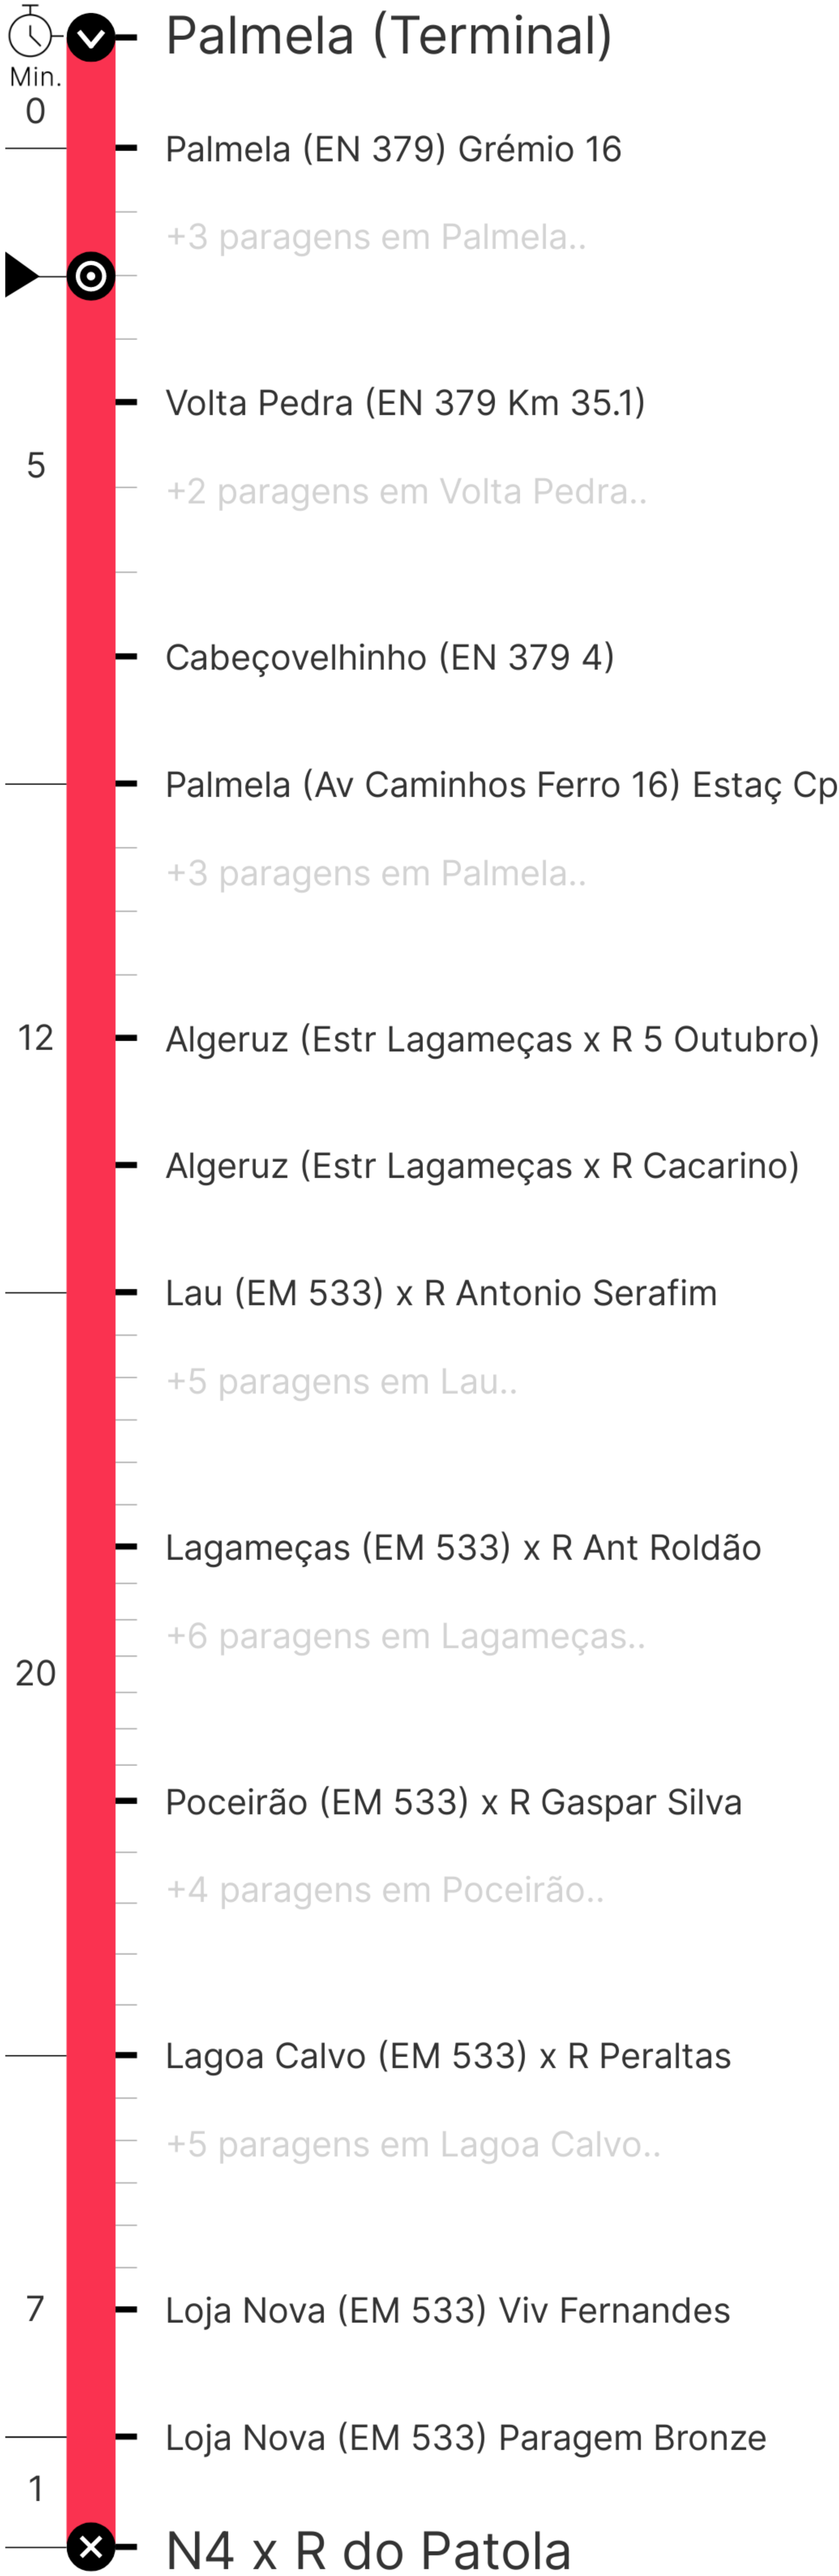 Palmela (Terminal)
Min.
0
Palmela (EN 379) Grémio 16
+3 paragens em Palmela..
Volta Pedra (EN 379 Km 35.1)
5
+2 paragens em Volta Pedra..
Cabeçovelhinho (EN 379 4)
Palmela (Av Caminhos Ferro 16) Estaç Cp
+3 paragens em Palmela..
12
Algeruz (Estr Lagameças x R 5 Outubro)
Algeruz (Estr Lagameças x R Cacarino)
Lau (EM 533) x R Antonio Serafim
+5 paragens em Lau..
Lagameças (EM 533) x R Ant Roldão
+6 paragens em Lagameças..
20
Poceirão (EM 533) x R Gaspar Silva
+4 paragens em Poceirão..
Lagoa Calvo (EM 533) x R Peraltas
+5 paragens em Lagoa Calvo..
7
Loja Nova (EM 533) Viv Fernandes
Loja Nova (EM 533) Paragem Bronze
1
N4 x R do Patola